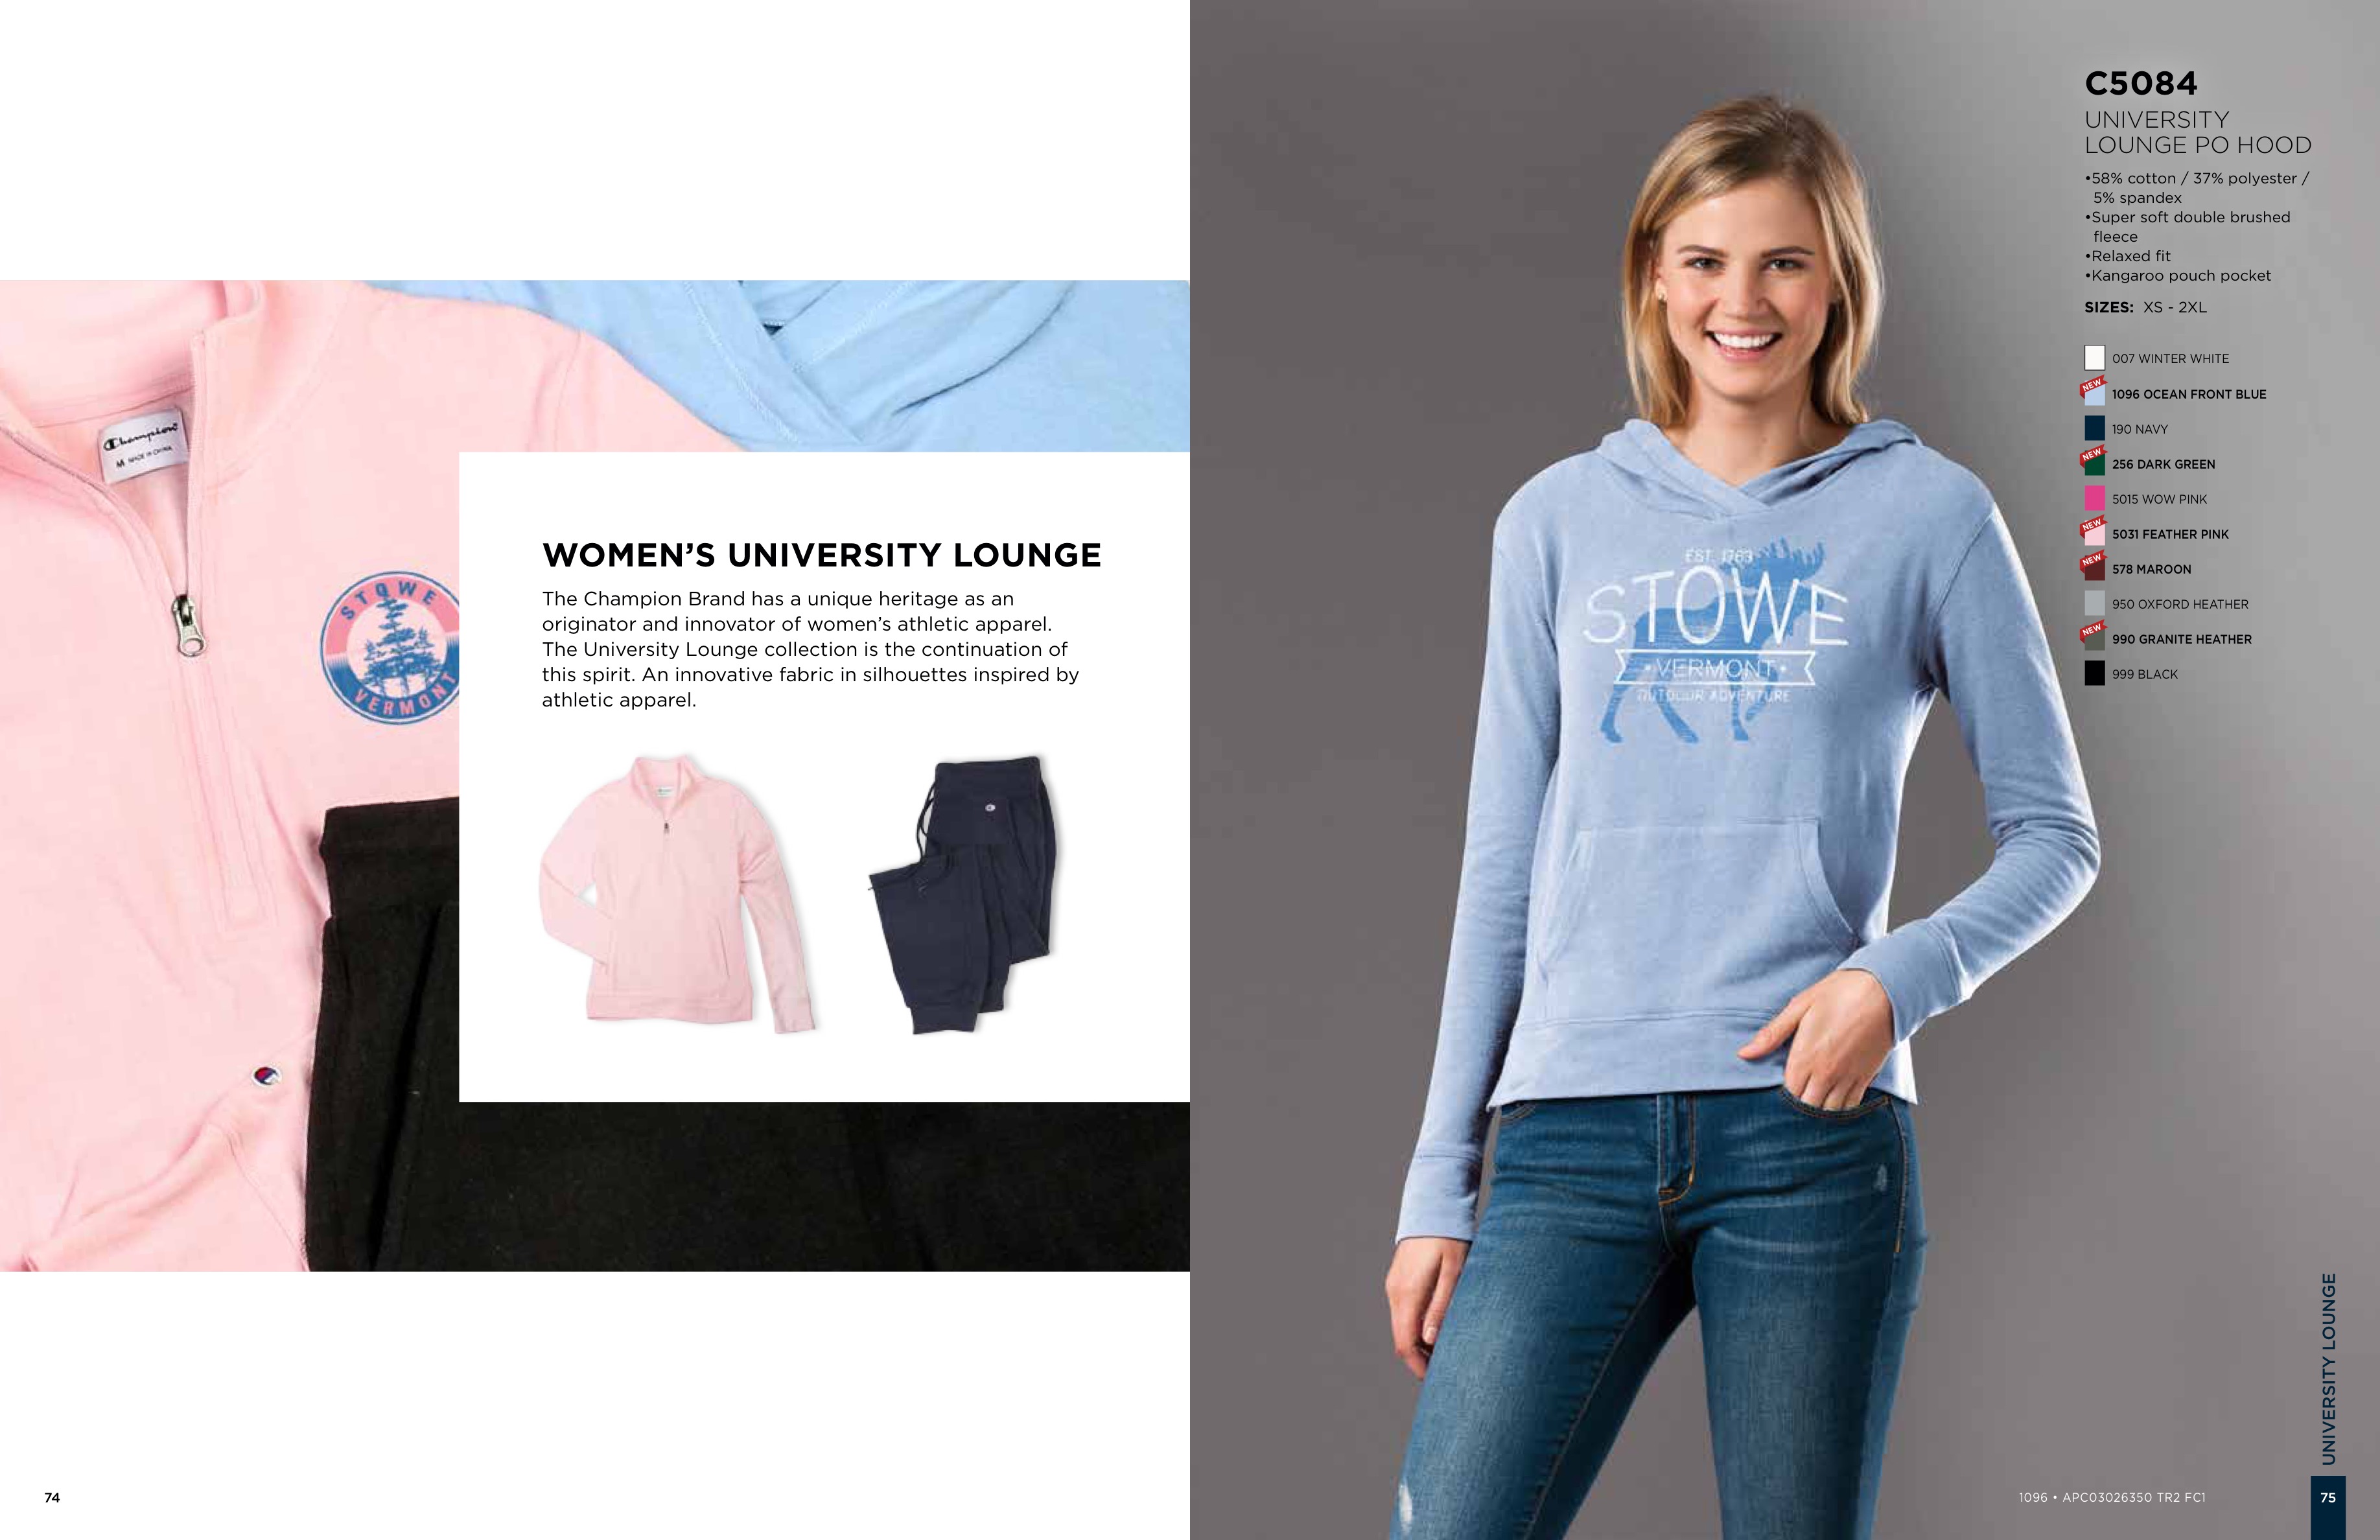 Champion
M MADE IN CHINA
STOWE
VERMONT
WOMEN’S UNIVERSITY LOUNGE
The Champion Brand has a unique heritage as an
originator and innovator of women’s athletic apparel.
The University Lounge collection is the continuation of
this spirit. An innovative fabric in silhouettes inspired by
athletic apparel.
74
EST. 1763
STOWE
•VERMONT•
OUTDOOR ADVENTURE
C5084
UNIVERSITY
LOUNGE PO HOOD
•58% cotton / 37% polyester /
5% spandex
•Super soft double brushed
fleece
•Relaxed fit
•Kangaroo pouch pocket
SIZES: XS - 2XL
007 WINTER WHITE
NEW
1096 OCEAN FRONT BLUE
190 NAVY
NEW
256 DARK GREEN
5015 WOW PINK
NEW
5031 FEATHER PINK
NEW
578 MAROON
950 OXFORD HEATHER
NEW
990 GRANITE HEATHER
999 BLACK
UNIVERSITY LOUNGE
1096 • APC03026350 TR2 FC1
75